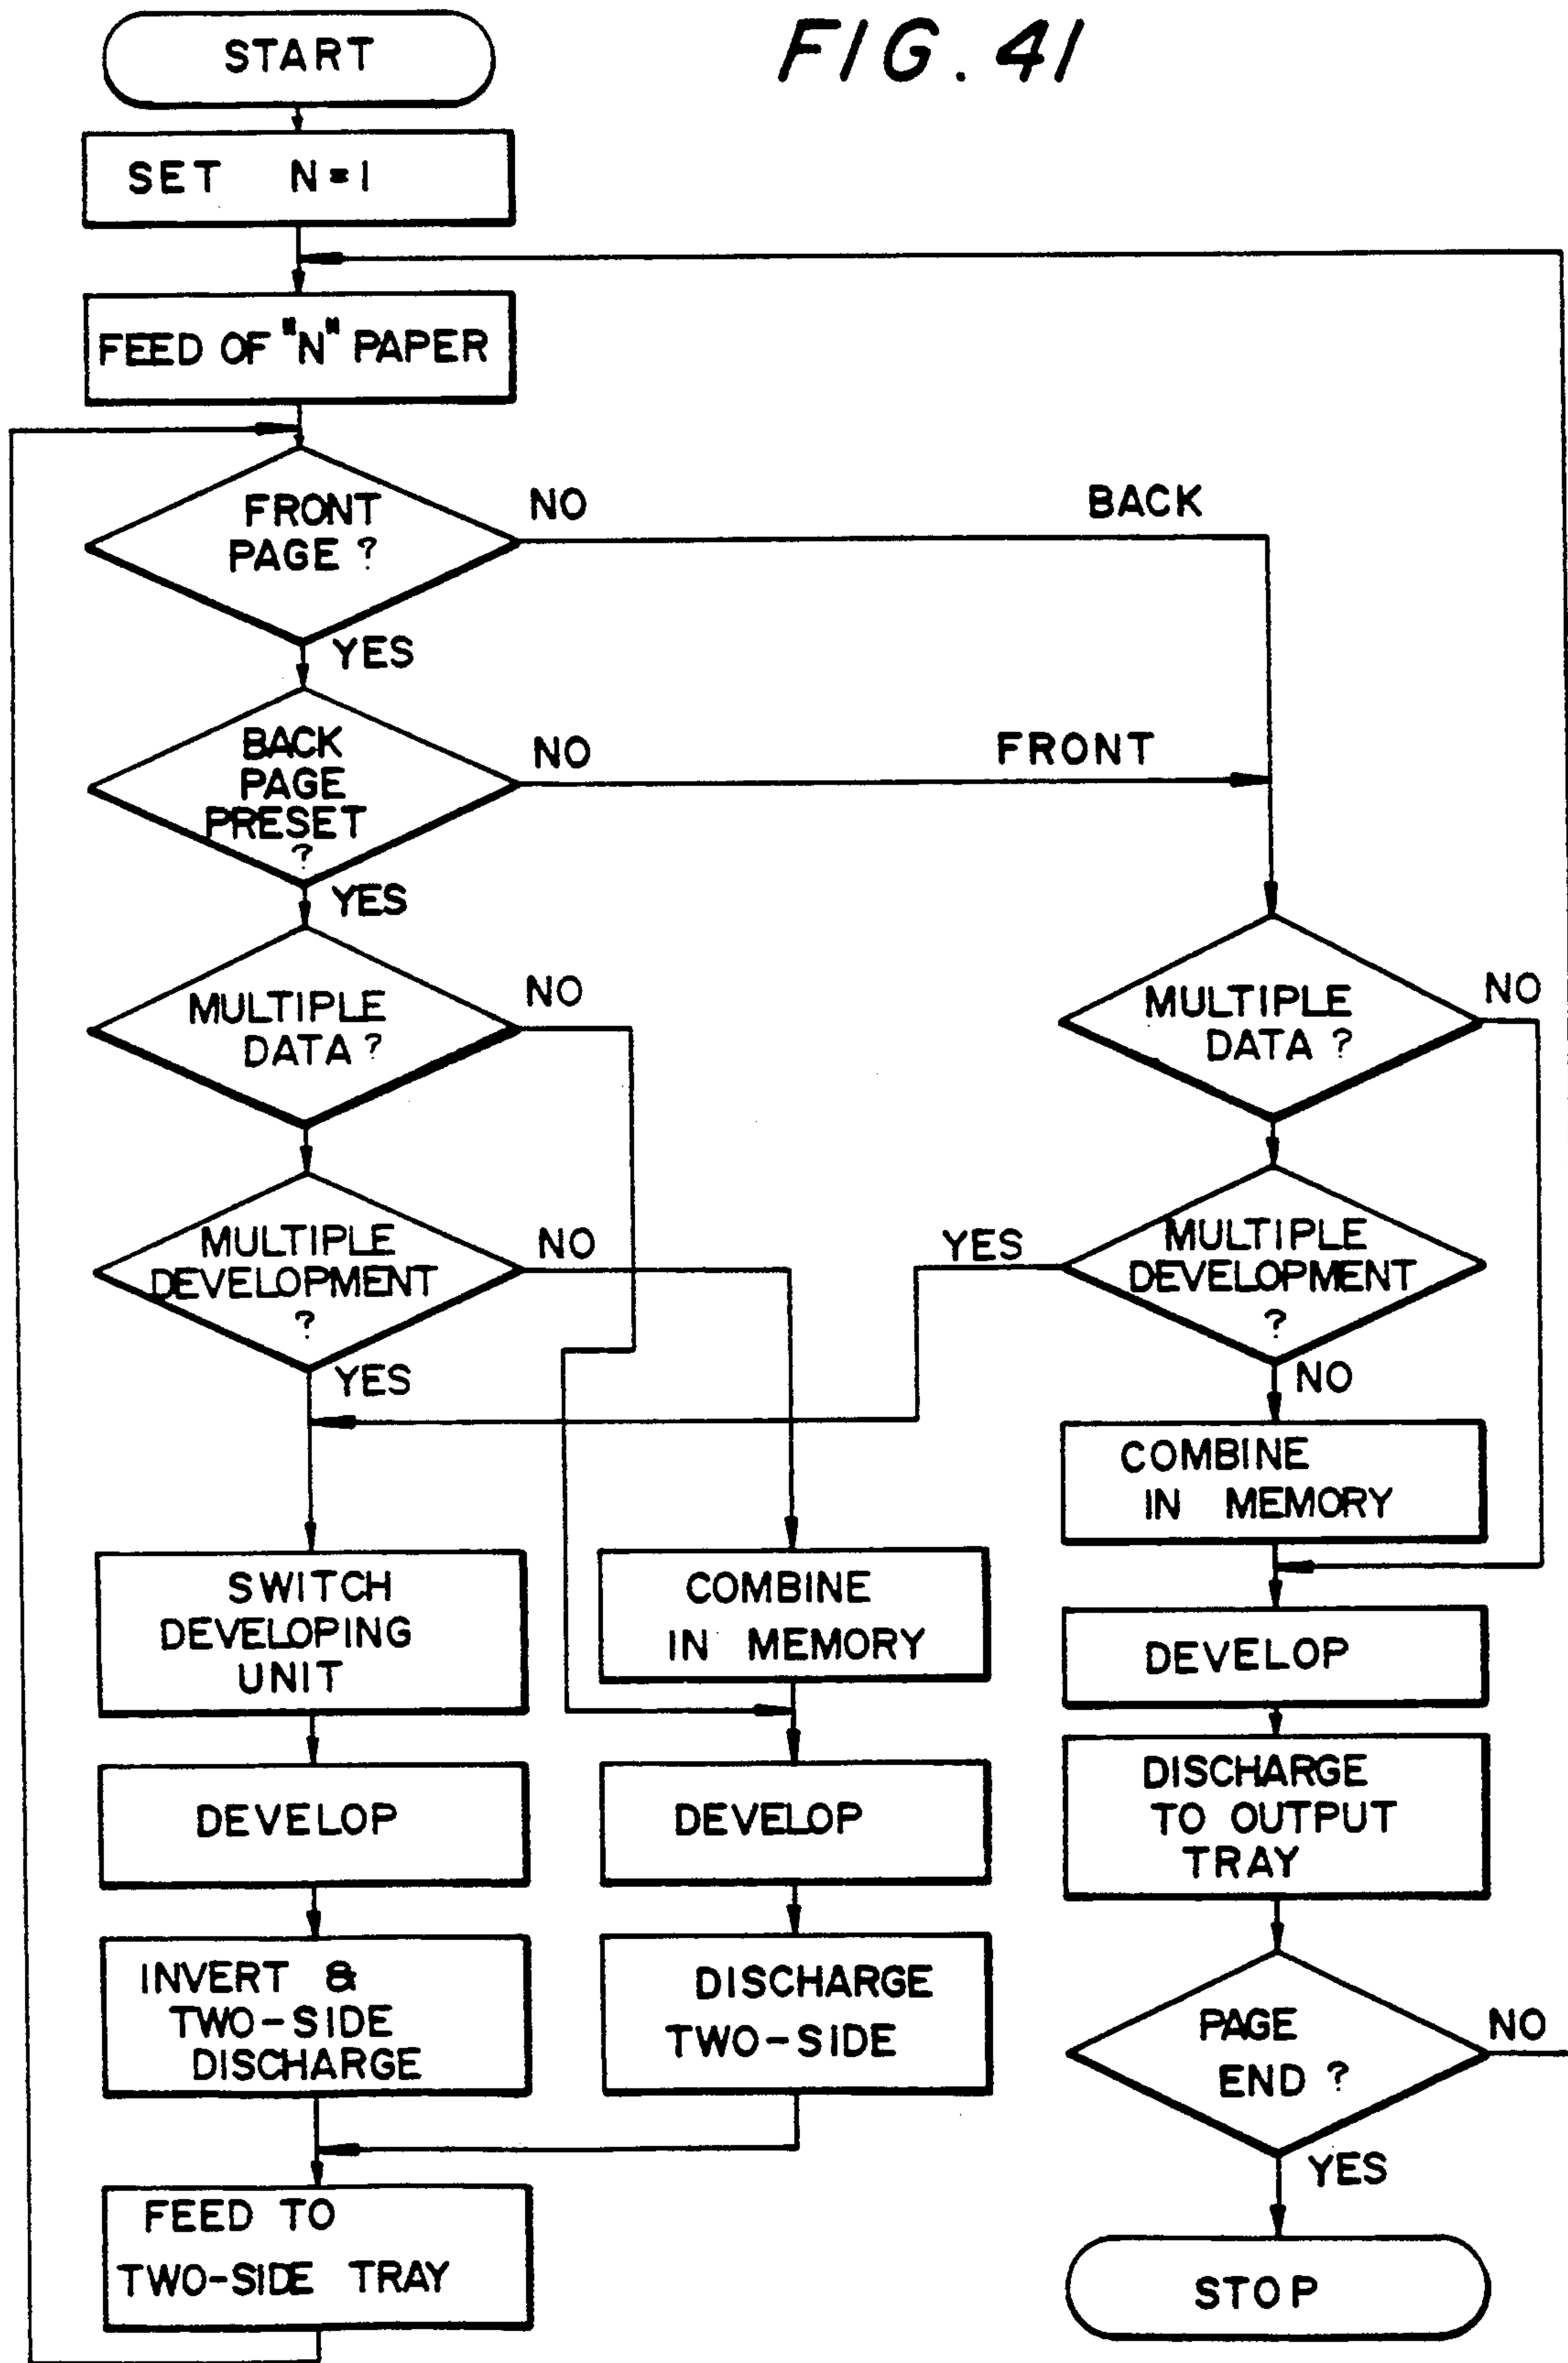 FIG. 41
START
SET N=1
FEED OF "N" PAPER
FRONT
PAGE ?
NO
BACK
YES
BACK
PAGE
PRESET
?
NO
FRONT
YES
MULTIPLE
DATA ?
NO
MULTIPLE
DATA ?
NO
MULTIPLE
DEVELOPMENT
?
NO
YES
YES
MULTIPLE
DEVELOPMENT
?
NO
COMBINE
IN MEMORY
SWITCH
DEVELOPING
UNIT
COMBINE
IN MEMORY
DEVELOP
DEVELOP
DEVELOP
DISCHARGE
TO OUTPUT
TRAY
INVERT &
TWO-SIDE
DISCHARGE
DISCHARGE
TWO-SIDE
PAGE
END ?
NO
YES
FEED TO
TWO-SIDE TRAY
STOP